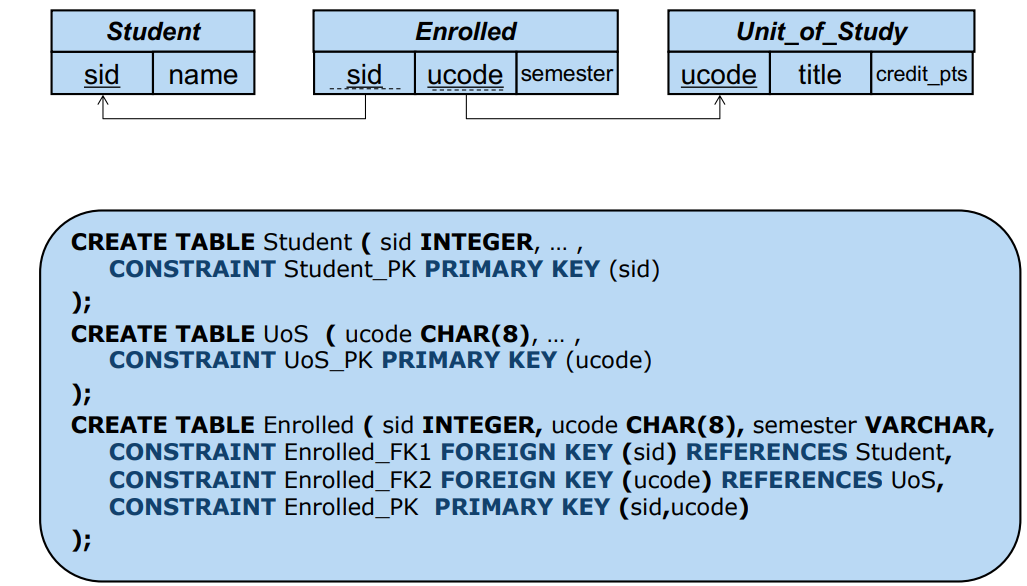 Student
sid name
Enrolled
sid ucode semester
Unit_of_Study
ucode title credit_pts
CREATE TABLE Student ( sid INTEGER, … ,
CONSTRAINT Student_PK PRIMARY KEY (sid)
);
CREATE TABLE UoS ( ucode CHAR(8), … ,
CONSTRAINT UoS_PK PRIMARY KEY (ucode)
);
CREATE TABLE Enrolled ( sid INTEGER, ucode CHAR(8), semester VARCHAR,
CONSTRAINT Enrolled_FK1 FOREIGN KEY (sid) REFERENCES Student,
CONSTRAINT Enrolled_FK2 FOREIGN KEY (ucode) REFERENCES UoS,
CONSTRAINT Enrolled_PK PRIMARY KEY (sid,ucode)
);